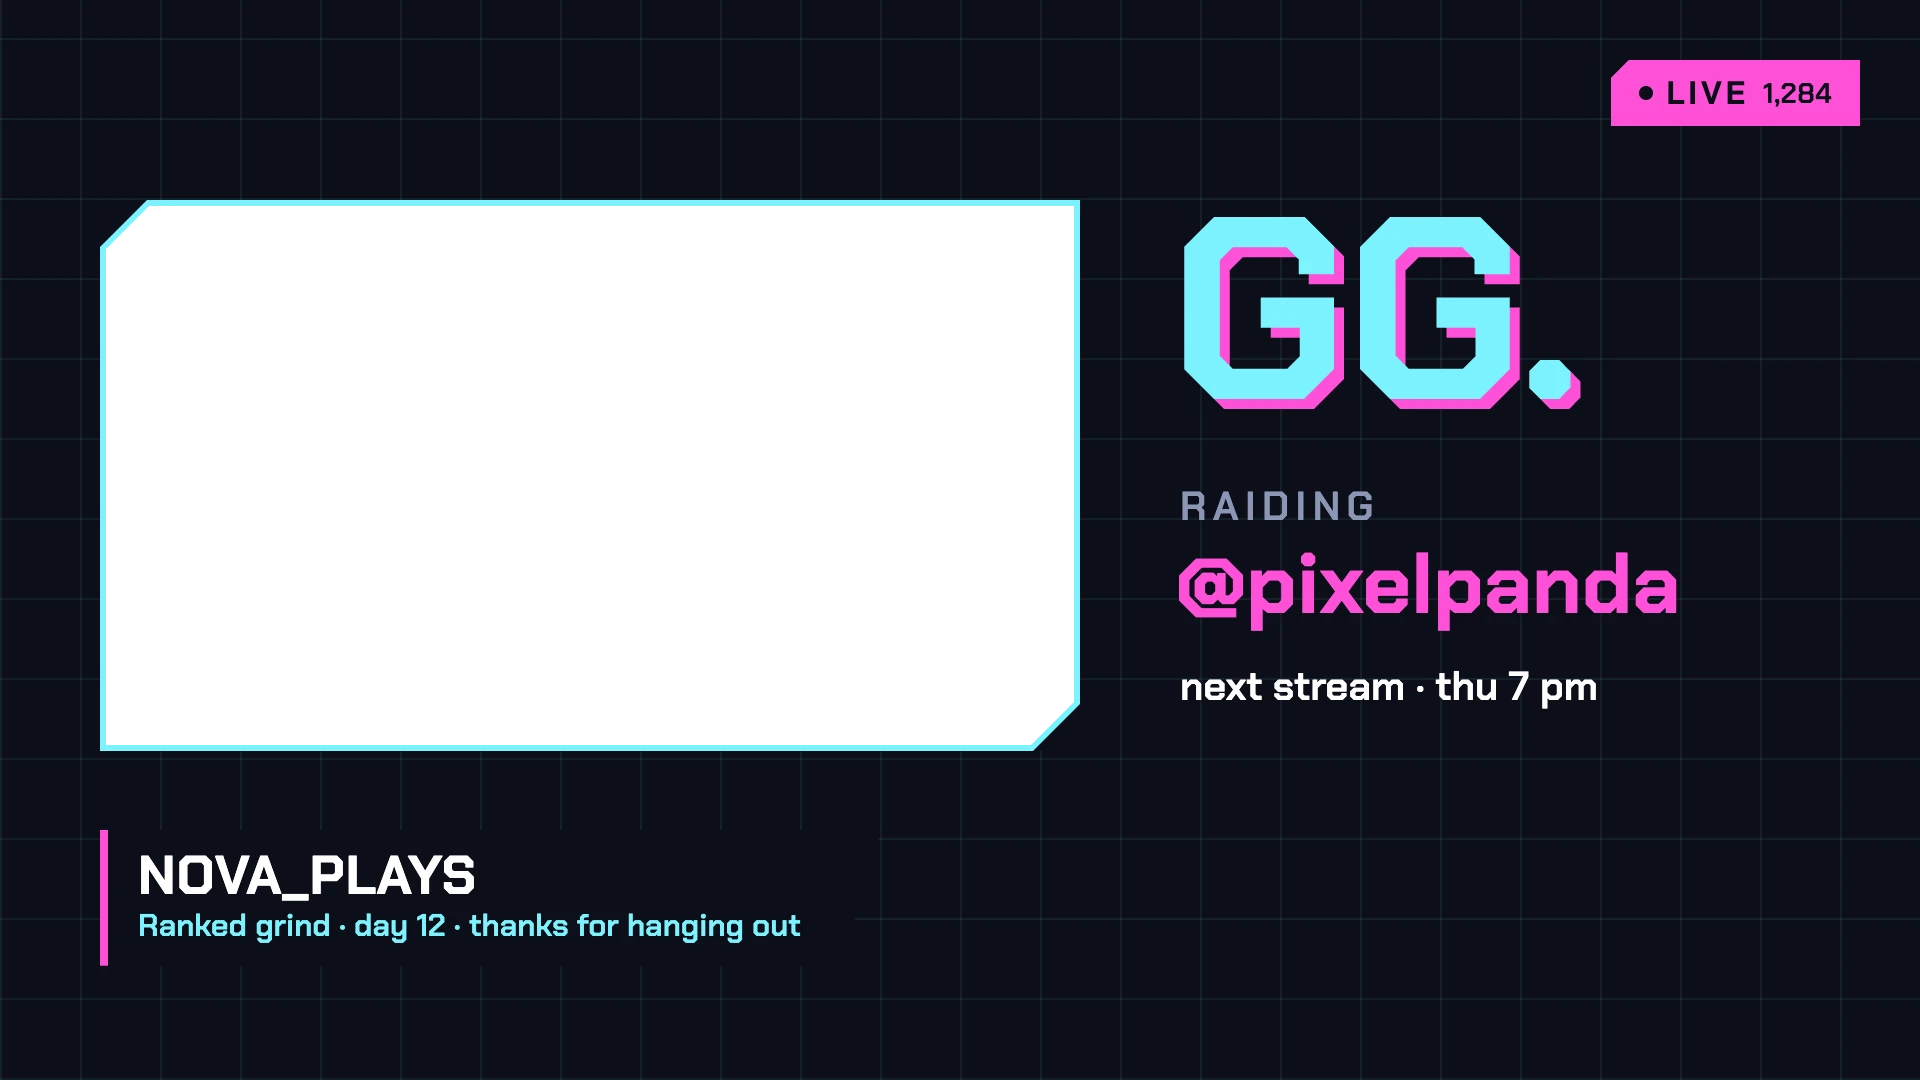 LIVE 1,284
GG.
RAIDING
@pixelpanda
next stream · thu 7 pm
NOVA_PLAYS
Ranked grind · day 12 · thanks for hanging out